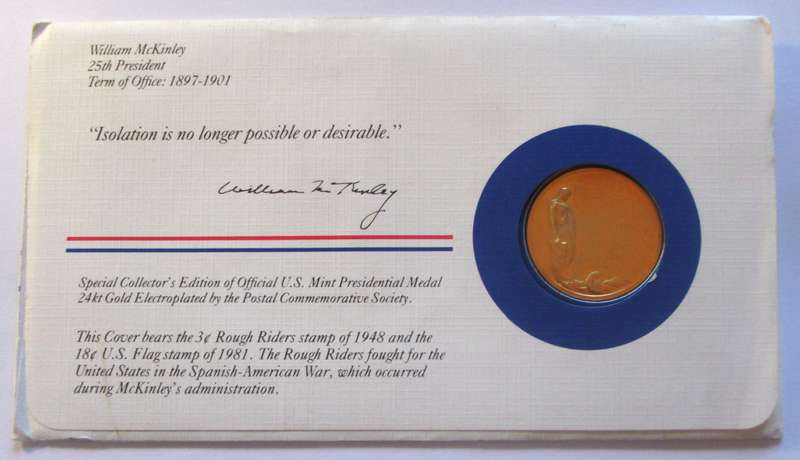 William McKinley
25th President
Term of Office: 1897-1901
"Isolation is no longer possible or desirable."
William McKinley
Special Collector's Edition of Official U.S. Mint Presidential Medal
24kt Gold Electroplated by the Postal Commemorative Society.
This Cover bears the 3¢ Rough Riders stamp of 1948 and the
18¢ U.S. Flag stamp of 1981. The Rough Riders fought for the
United States in the Spanish-American War, which occurred
during McKinley's administration.